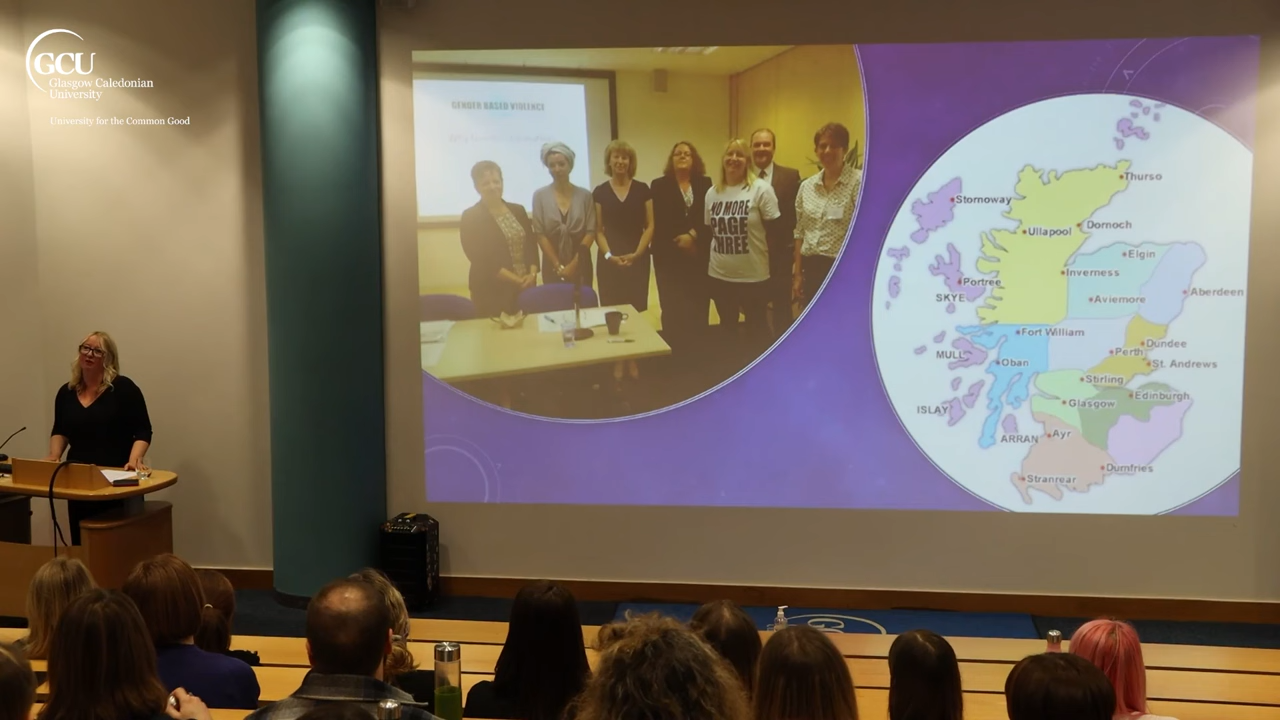 GCU
Glasgow Caledonian
University
University for the Common Good
GENDER BASED VIOLENCE
NO MORE
PAGE
THREE
Thurso
Stornoway
Dornoch
Ullapool
Elgin
Inverness
Portree
SKYE
Aviemore
Aberdeen
Fort William
Dundee
MULL
Perth
Oban
St. Andrews
Stirling
Edinburgh
Glasgow
ISLAY
ARRAN
Ayr
Dumfries
Stranrear